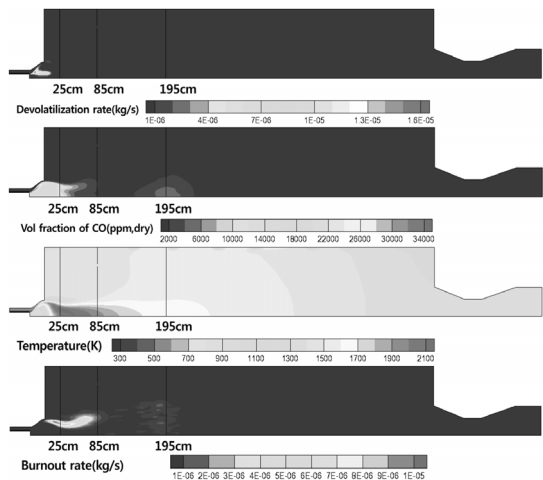 25cm 85cm 195cm
Devolatilization rate(kg/s)
1E-06 4E-06 7E-06 1E-05 1.3E-05 1.6E-05
25cm 85cm 195cm
Vol fraction of CO(ppm,dry)
2000 6000 10000 14000 18000 22000 26000 30000 34000
25cm 85cm 195cm
Temperature(K)
300 500 700 900 1100 1300 1500 1700 1900 2100
25cm 85cm 195cm
Burnout rate(kg/s)
1E-06 2E-06 3E-06 4E-06 5E-06 6E-06 7E-06 8E-06 9E-06 1E-05